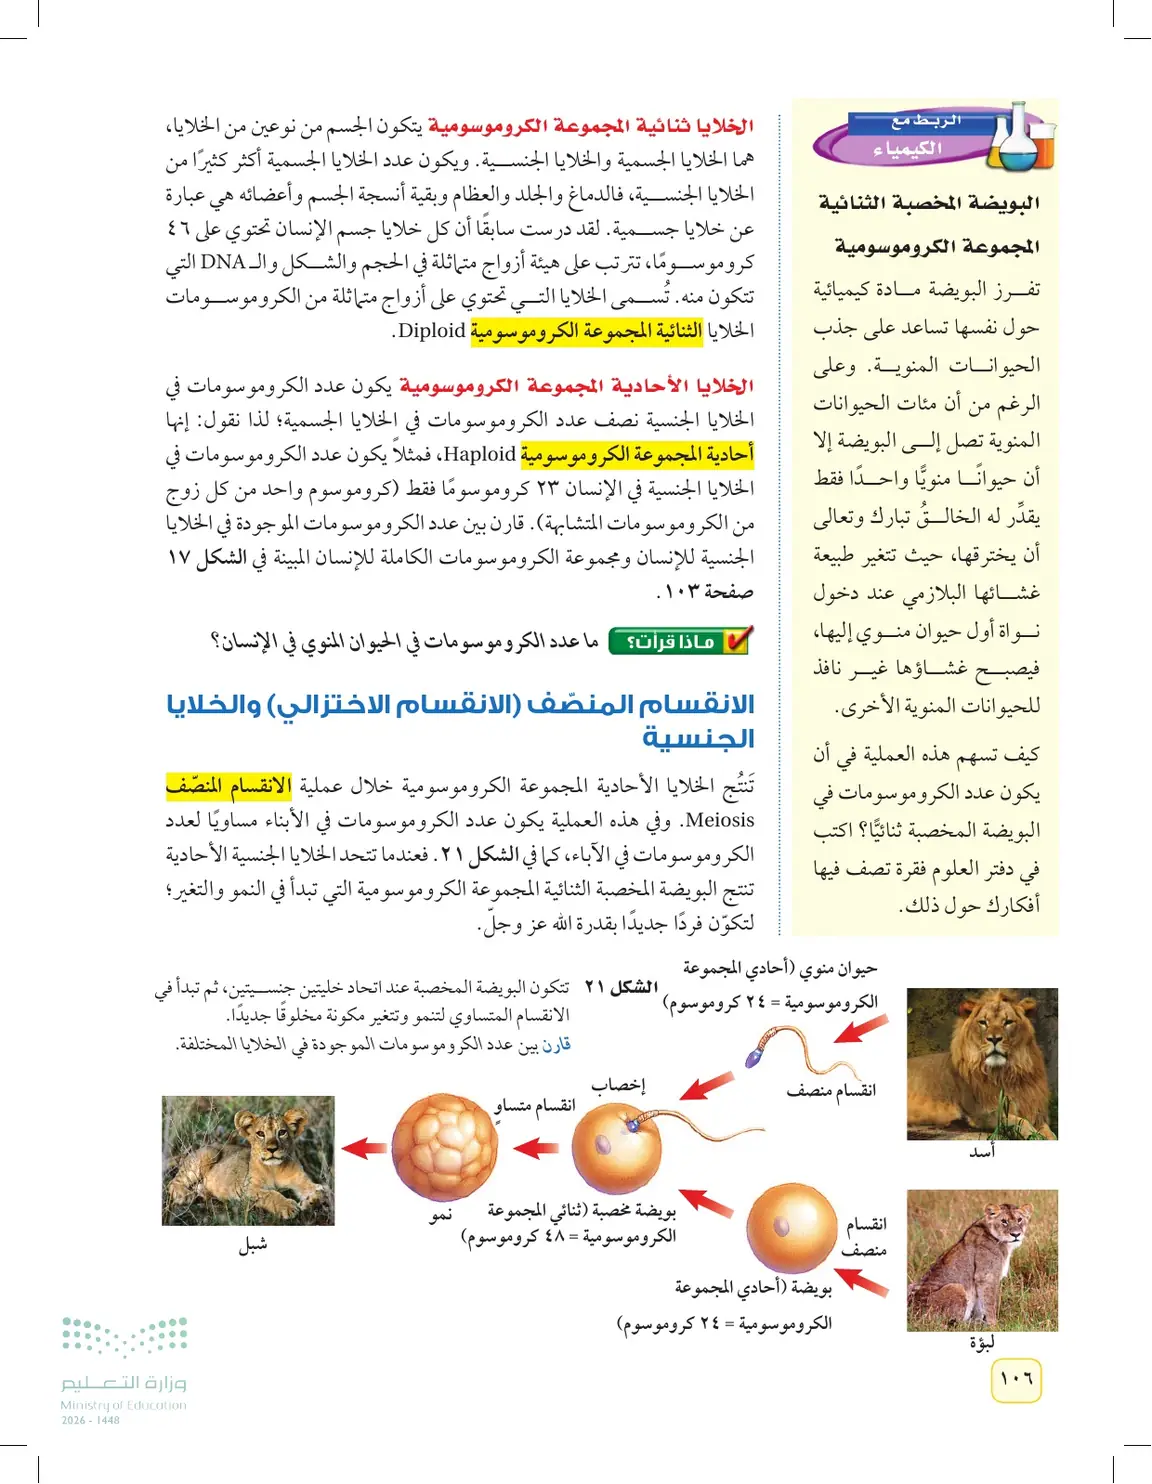 الربط مع
الكيمياء
البويضة المخصبة الثنائية
المجموعة الكروموسومية
تفرز البويضة مادة كيميائية
حول نفسها تساعد على جذب
الحيوانات المنوية. وعلى
الرغم من أن مئات الحيوانات
المنوية تصل إلى البويضة إلا
أن حيوانًا منويًّا واحدًا فقط
يقدِّر له الخالقُ تبارك وتعالى
أن يخترقها، حيث تتغير طبيعة
غشائها البلازمي عند دخول
نواة أول حيوان منوي إليها،
فيصبح غشاؤها غير نافذ
للحيوانات المنوية الأخرى.
كيف تسهم هذه العملية في أن
يكون عدد الكروموسومات في
البويضة المخصبة ثنائيًّا؟ اكتب
في دفتر العلوم فقرة تصف فيها
أفكارك حول ذلك.
الخلايا ثنائية المجموعة الكروموسومية يتكون الجسم من نوعين من الخلايا،
هما الخلايا الجسمية والخلايا الجنسية. ويكون عدد الخلايا الجسمية أكثر كثيرًا من
الخلايا الجنسية، فالدماغ والجلد والعظام وبقية أنسجة الجسم وأعضائه هي عبارة
عن خلايا جسمية. لقد درست سابقًا أن كل خلايا جسم الإنسان تحتوي على ٤٦
كروموسومًا، تترتب على هيئة أزواج متماثلة في الحجم والشكل والـ DNA التي
تتكون منه. تُسمى الخلايا التي تحتوي على أزواج متماثلة من الكروموسومات
الخلايا الثنائية المجموعة الكروموسومية Diploid.
الخلايا الأحادية المجموعة الكروموسومية يكون عدد الكروموسومات في
الخلايا الجنسية نصف عدد الكروموسومات في الخلايا الجسمية؛ لذا نقول: إنها
أحادية المجموعة الكروموسومية Haploid، فمثلاً يكون عدد الكروموسومات في
الخلايا الجنسية في الإنسان ٢٣ كروموسومًا فقط (كروموسوم واحد من كل زوج
من الكروموسومات المتشابهة). قارن بين عدد الكروموسومات الموجودة في الخلايا
الجنسية للإنسان ومجموعة الكروموسومات الكاملة للإنسان المبينة في الشكل ١٧
صفحة ١٠٣.
ماذا قرأت؟ ما عدد الكروموسومات في الحيوان المنوي في الإنسان؟
الانقسام المنصّف (الانقسام الاختزالي) والخلايا
الجنسية
تَنتُج الخلايا الأحادية المجموعة الكروموسومية خلال عملية الانقسام المنصّف
Meiosis. وفي هذه العملية يكون عدد الكروموسومات في الأبناء مساويًا لعدد
الكروموسومات في الآباء، كما في الشكل ٢١. فعندما تتحد الخلايا الجنسية الأحادية
تنتج البويضة المخصبة الثنائية المجموعة الكروموسومية التي تبدأ في النمو والتغير؛
لتكوّن فردًا جديدًا بقدرة الله عز وجلّ.
الشكل ٢١ تتكون البويضة المخصبة عند اتحاد خليتين جنسيتين، ثم تبدأ في
الانقسام المتساوي لتنمو وتتغير مكونة مخلوقًا جديدًا.
قارن بين عدد الكروموسومات الموجودة في الخلايا المختلفة.
حيوان منوي (أحادي المجموعة
الكروموسومية = ٢٤ كروموسوم)
انقسام منصف
أسد
إخصاب
انقسام متساوٍ
بويضة مخصبة (ثنائي المجموعة
الكروموسومية = ٤٨ كروموسوم)
نمو
شبل
انقسام
منصف
بويضة (أحادي المجموعة
الكروموسومية = ٢٤ كروموسوم)
لبؤة
١٠٦
وزارة التعليم
Ministry of Education
2026 - 1448